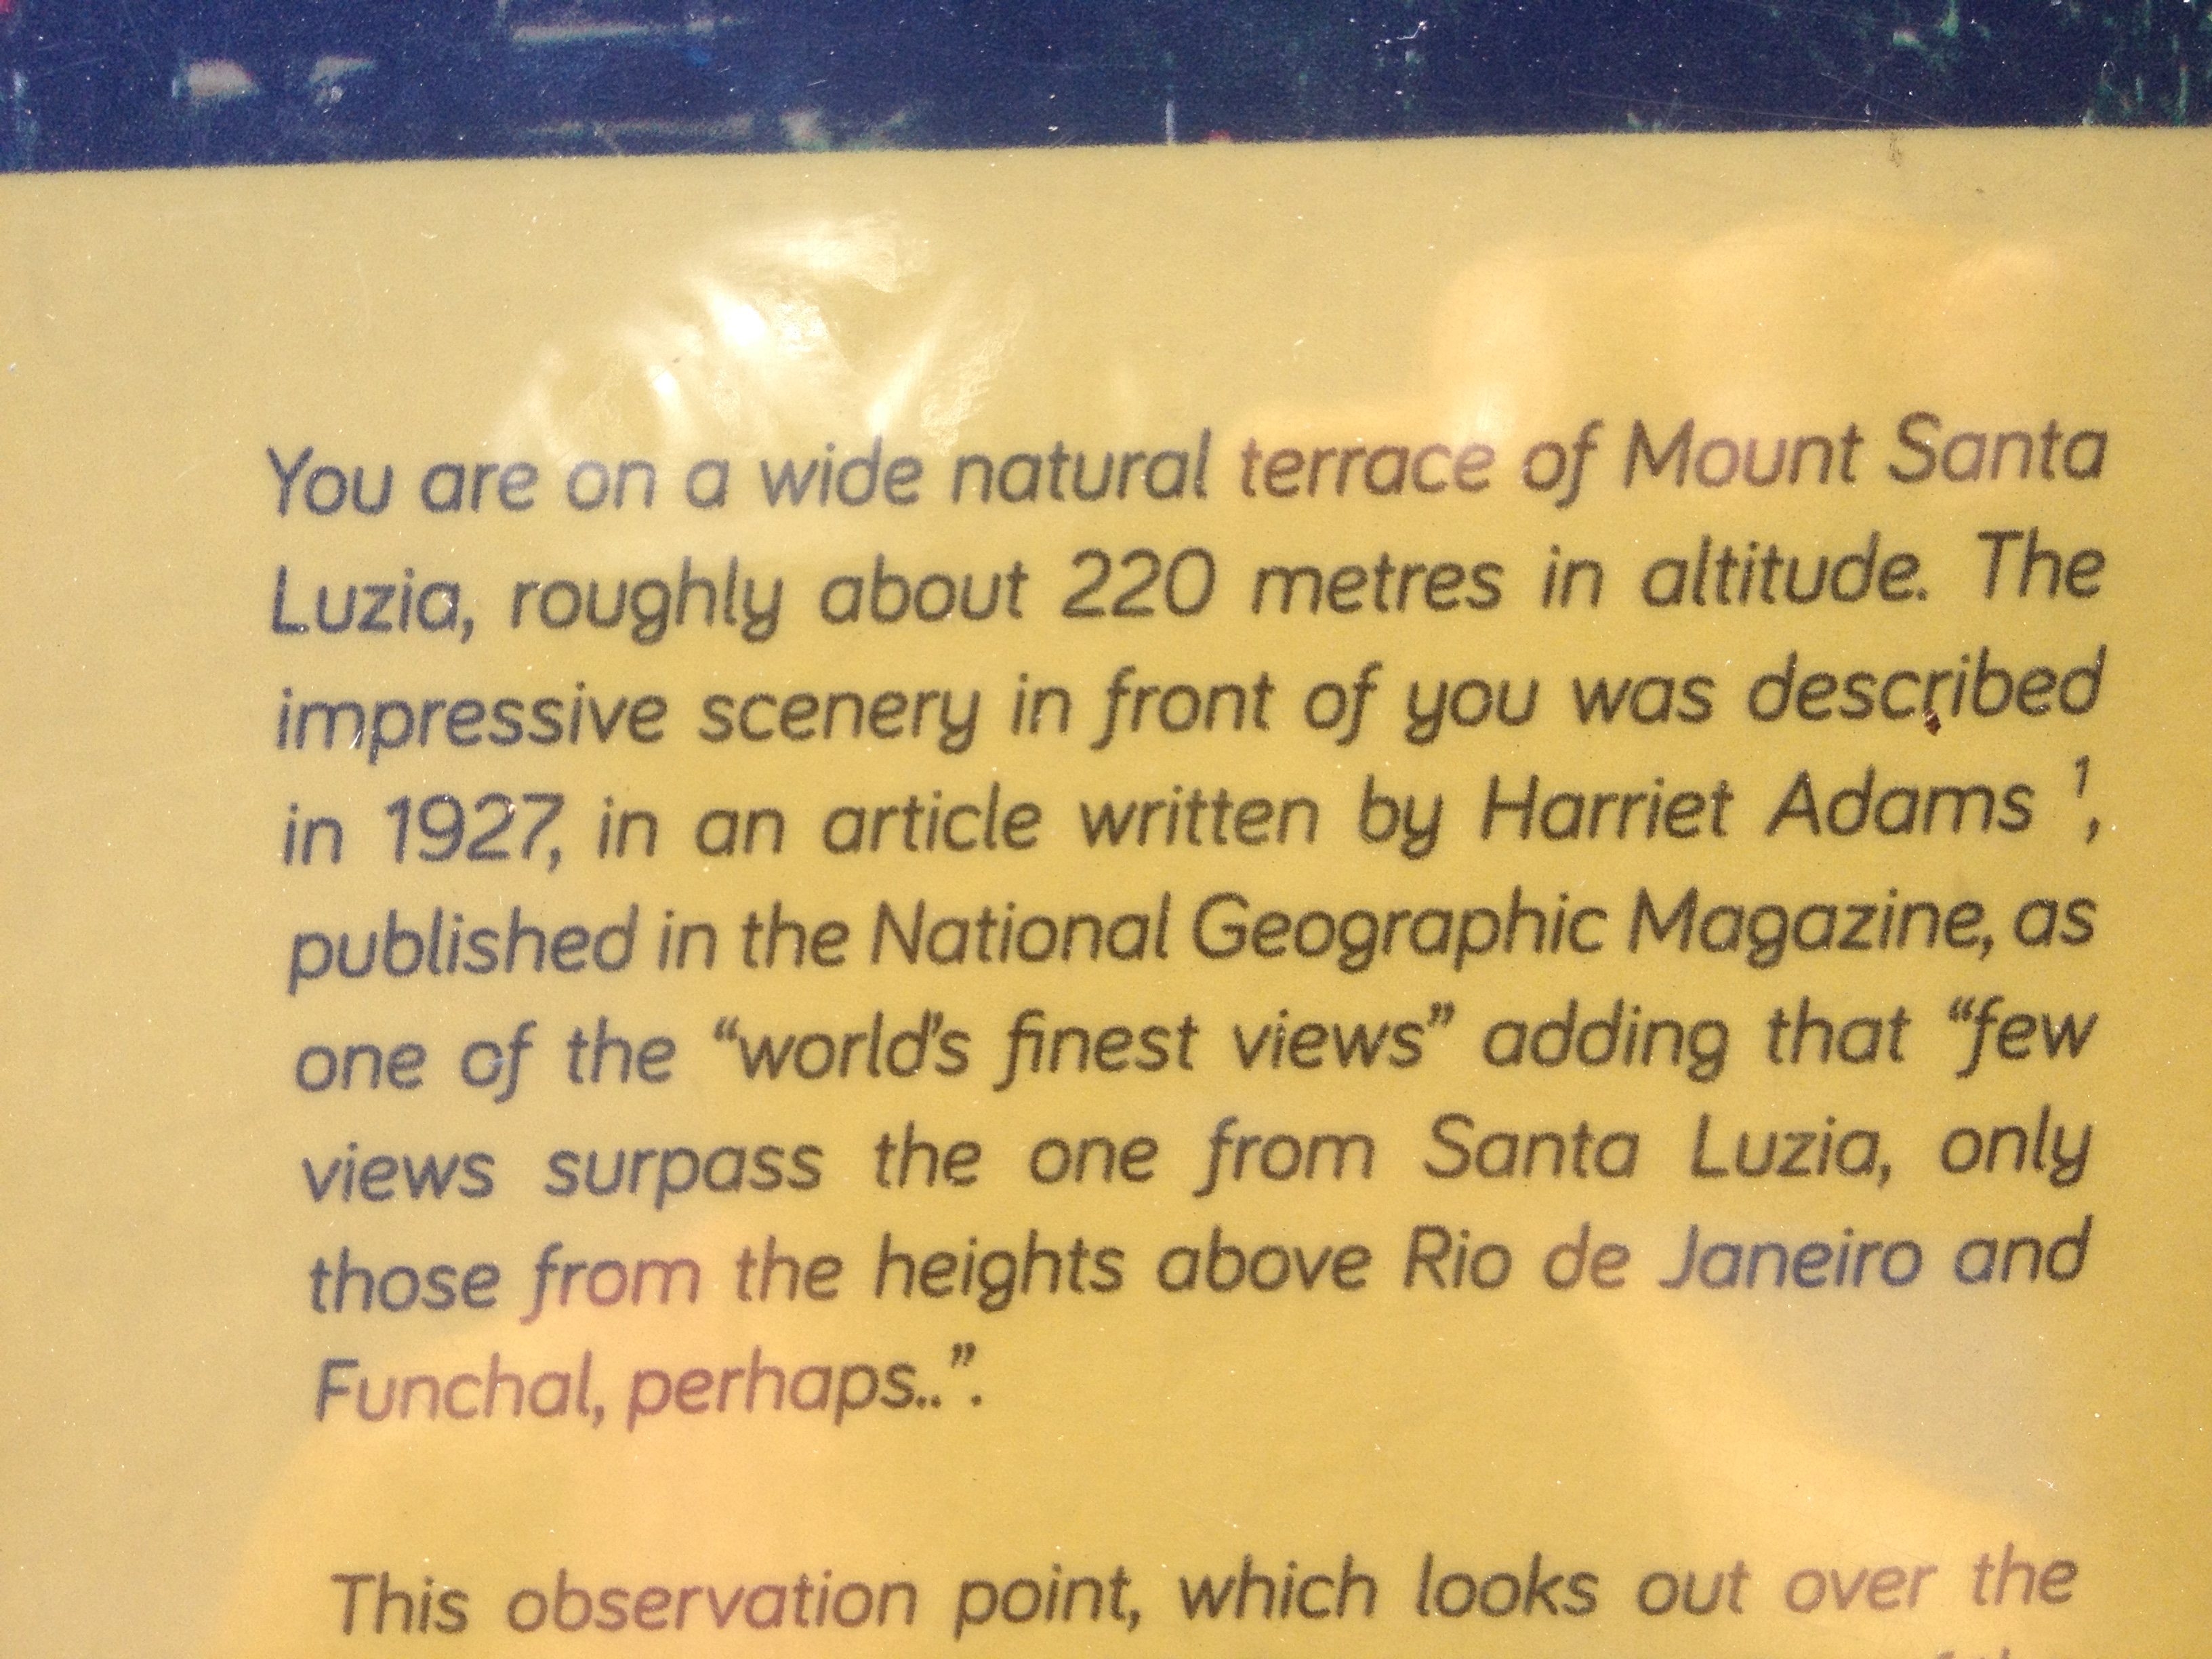 You are on a wide natural terrace of Mount Santa
Luzia, roughly about 220 metres in altitude. The
impressive scenery in front of you was described
in 1927, in an article written by Harriet Adams ¹,
published in the National Geographic Magazine, as
one of the “world’s finest views” adding that “few
views surpass the one from Santa Luzia, only
those from the heights above Rio de Janeiro and
Funchal, perhaps..”.
This observation point, which looks out over the